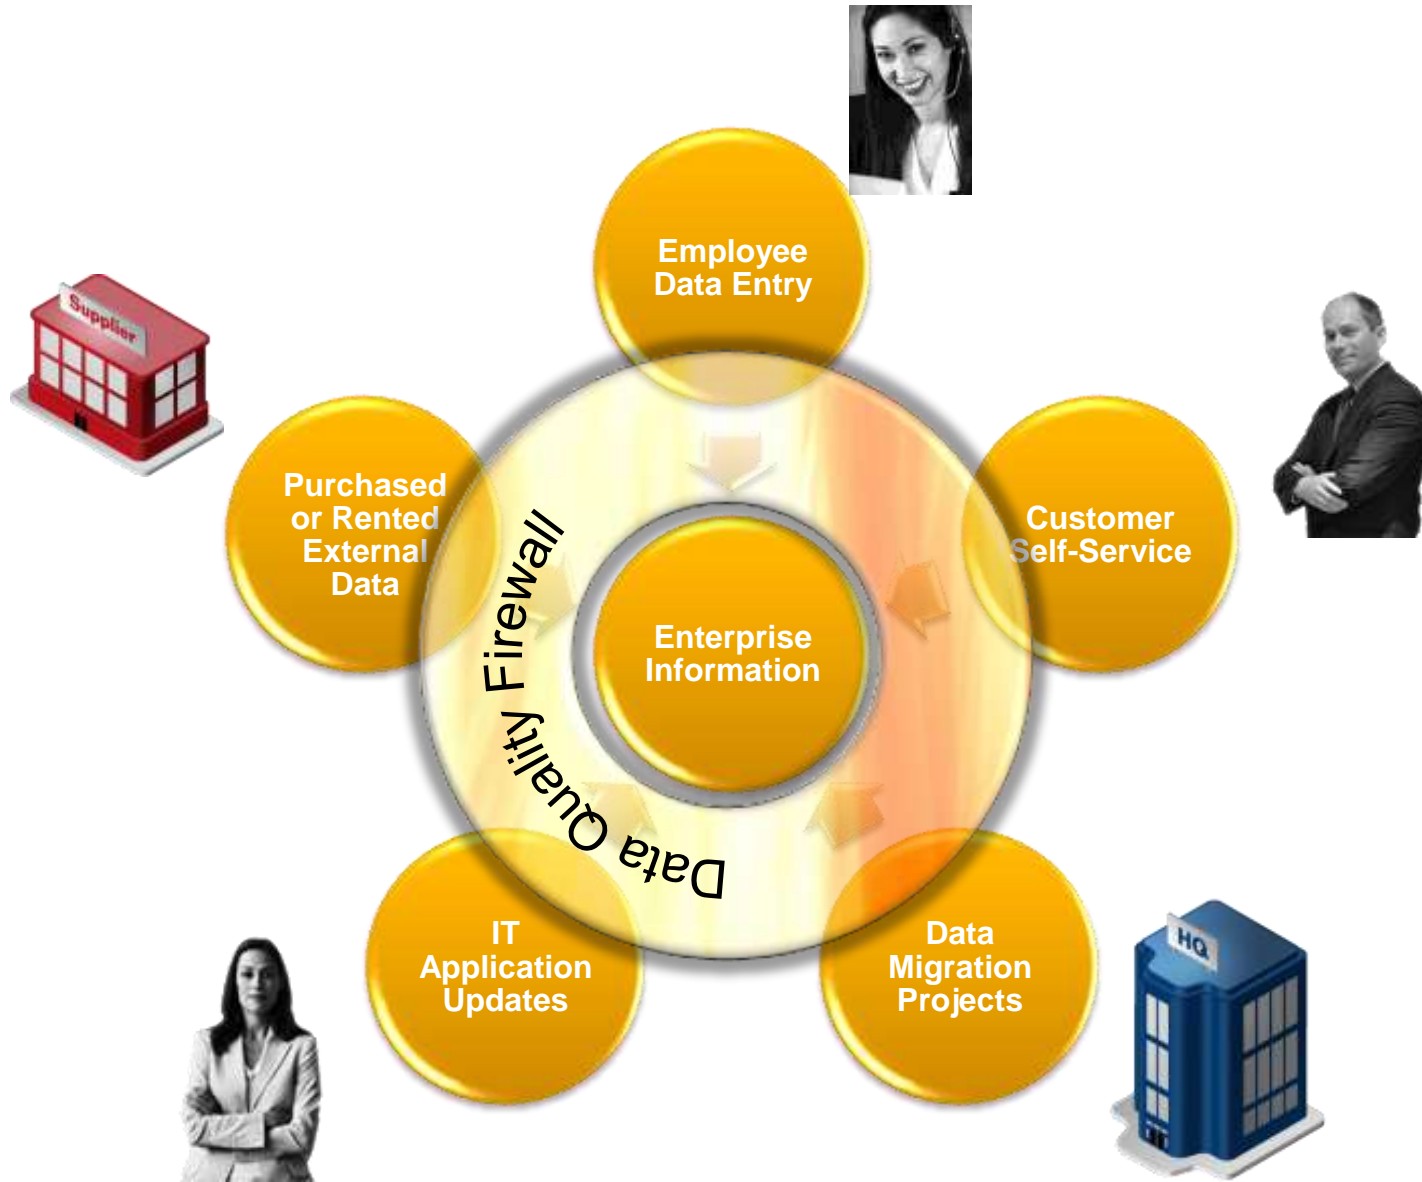 Employee
Data Entry
Supplier
Purchased
or Rented
External
Data
Customer
Self-Service
Data Quality Firewall
Enterprise
Information
IT
Application
Updates
Data
Migration
Projects
HQ